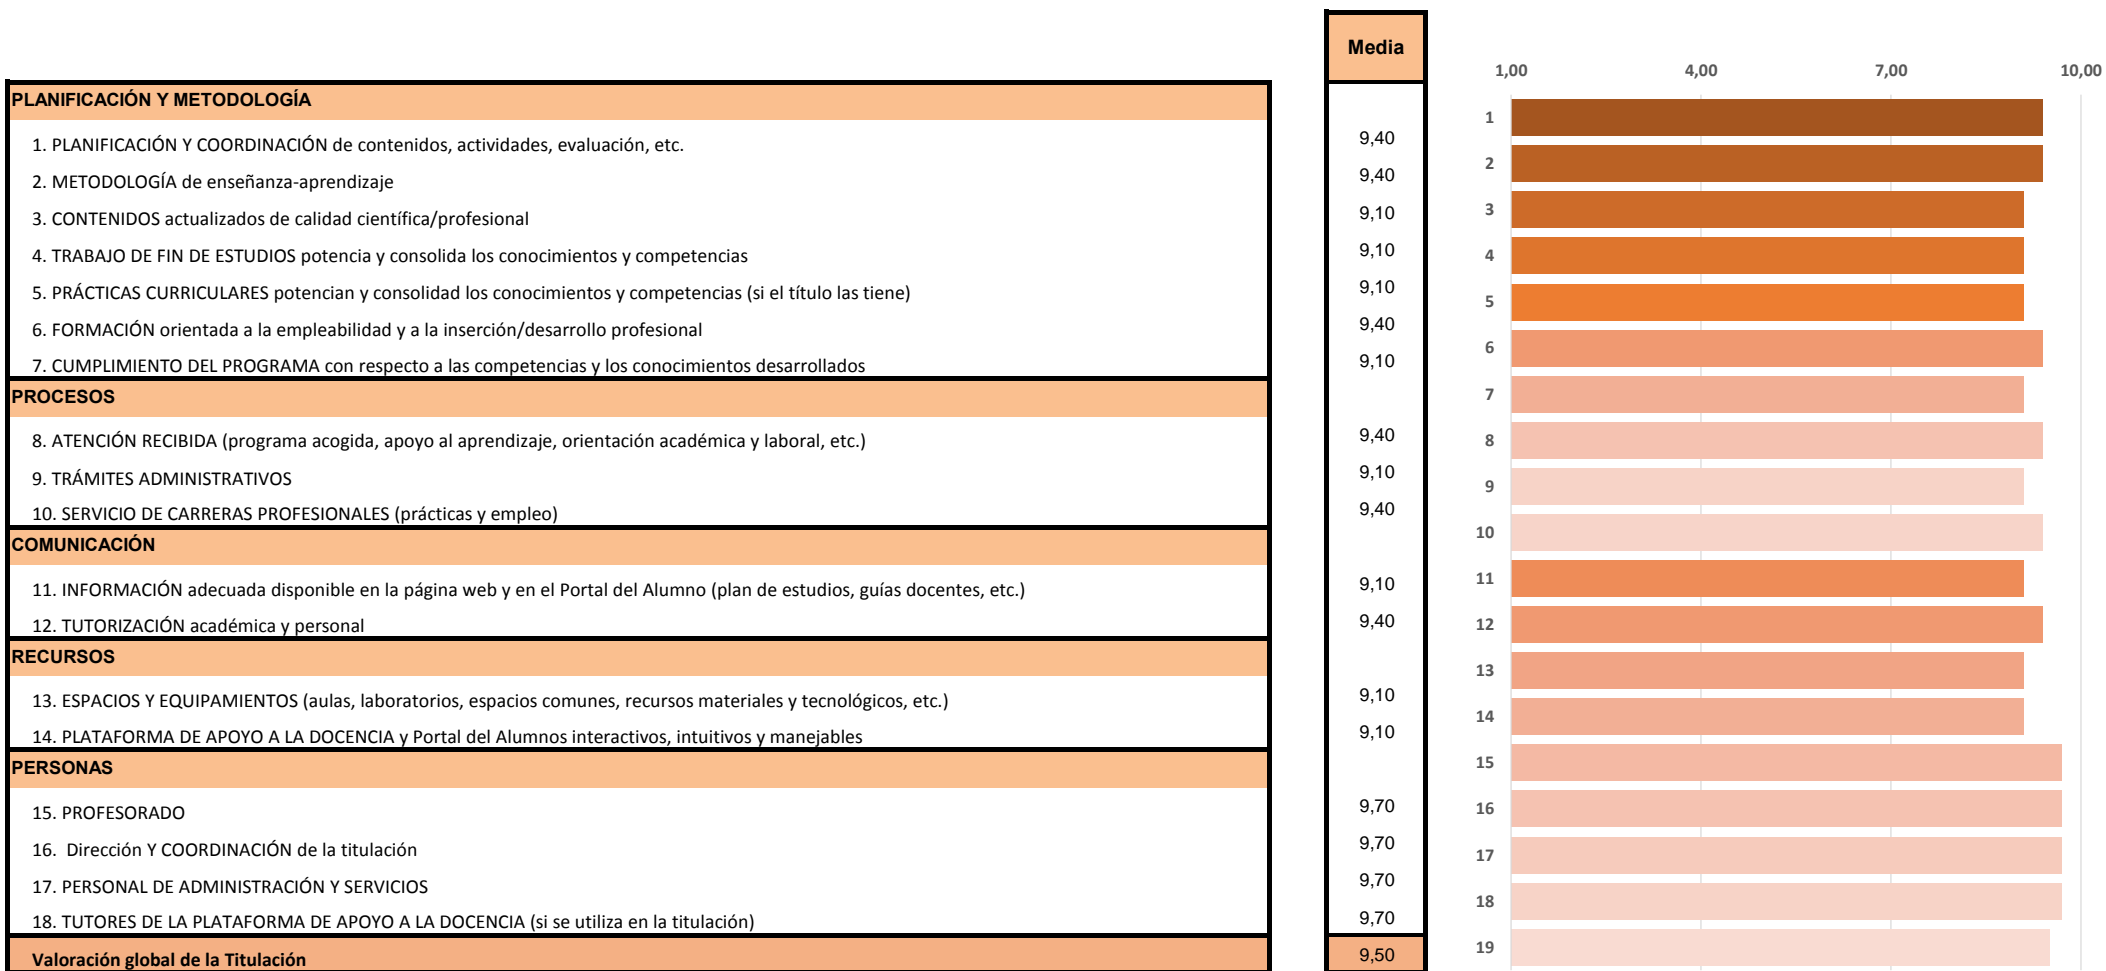 Media
1,00 4,00 7,00 10,00
PLANIFICACIÓN Y METODOLOGÍA
1. PLANIFICACIÓN Y COORDINACIÓN de contenidos, actividades, evaluación, etc. 9,40
2. METODOLOGÍA de enseñanza-aprendizaje 9,40
3. CONTENIDOS actualizados de calidad científica/profesional 9,10
4. TRABAJO DE FIN DE ESTUDIOS potencia y consolida los conocimientos y competencias 9,10
5. PRÁCTICAS CURRICULARES potencian y consolidad los conocimientos y competencias (si el título las tiene) 9,10
6. FORMACIÓN orientada a la empleabilidad y a la inserción/desarrollo profesional 9,40
7. CUMPLIMIENTO DEL PROGRAMA con respecto a las competencias y los conocimientos desarrollados 9,10
PROCESOS
8. ATENCIÓN RECIBIDA (programa acogida, apoyo al aprendizaje, orientación académica y laboral, etc.) 9,40
9. TRÁMITES ADMINISTRATIVOS 9,10
10. SERVICIO DE CARRERAS PROFESIONALES (prácticas y empleo) 9,40
COMUNICACIÓN
11. INFORMACIÓN adecuada disponible en la página web y en el Portal del Alumno (plan de estudios, guías docentes, etc.) 9,10
12. TUTORIZACIÓN académica y personal 9,40
RECURSOS
13. ESPACIOS Y EQUIPAMIENTOS (aulas, laboratorios, espacios comunes, recursos materiales y tecnológicos, etc.) 9,10
14. PLATAFORMA DE APOYO A LA DOCENCIA y Portal del Alumnos interactivos, intuitivos y manejables 9,10
PERSONAS
15. PROFESORADO 9,70
16. Dirección Y COORDINACIÓN de la titulación 9,70
17. PERSONAL DE ADMINISTRACIÓN Y SERVICIOS 9,70
18. TUTORES DE LA PLATAFORMA DE APOYO A LA DOCENCIA (si se utiliza en la titulación) 9,70
Valoración global de la Titulación 9,50
1
2
3
4
5
6
7
8
9
10
11
12
13
14
15
16
17
18
19